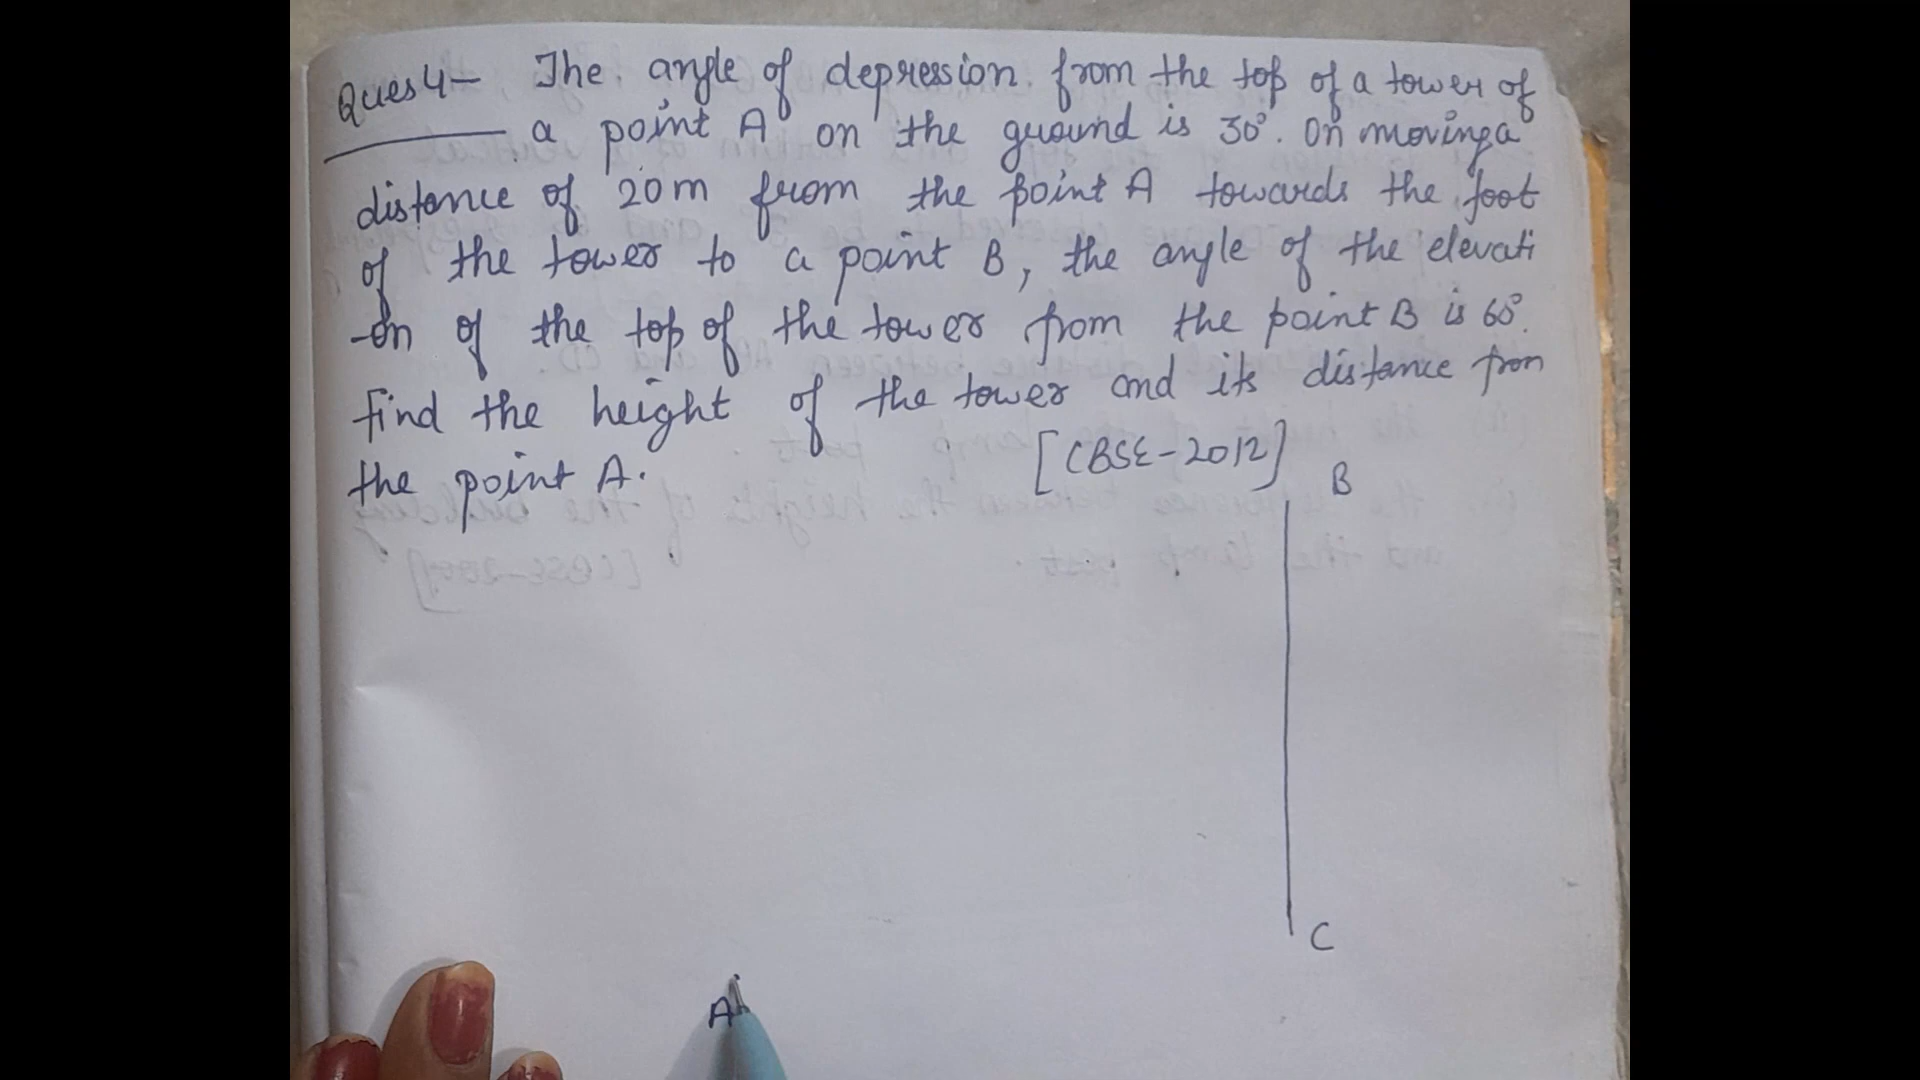 Ques 4- The angle of depression from the top of a tower of
a point A on the ground is 30°. On moving a
distance of 20m from the point A towards the foot
of the tower to a point B, the angle of the elevati
-on of the top of the tower from the point B is 60°.
find the height of the tower and its distance from
the point A. [CBSE-2012]
B
C
A